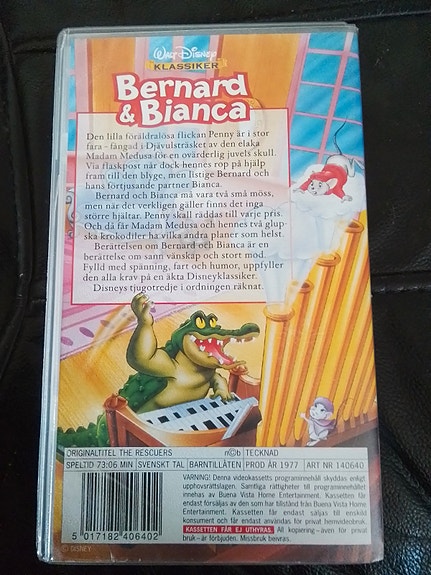 WALT DISNEY
KLASSIKER
Bernard
& Bianca
Den lilla föräldralösa flickan Penny är i stor
fara – fångad i Djävulsträsket av den elaka
Madam Medusa för en ovärderlig juvels skull.
Via flaskpost når dock hennes rop på hjälp
fram till den blyge, men listige Bernard och
hans förtjusande partner Bianca.
Bernard och Bianca må vara två små möss,
men när det verkligen gäller finns det inga
större hjältar. Penny skall räddas till varje pris.
Och då får Madam Medusa och hennes två glup-
ska krokodiler ha vilka andra planer som helst.
Berättelsen om Bernard och Bianca är en
berättelse om sann vänskap och stort mod.
Fylld med spänning, fart och humor, uppfyller
den alla krav på en äkta Disneyklassiker.
Disneys tjugotredje i ordningen räknat.
ORIGINALTITEL THE RESCUERS n©b TECKNAD
SPELTID 73:06 MIN SVENSKT TAL BARNTILLÅTEN PROD ÅR 1977 ART NR 140640
VARNING! Denna videokassetts programinnehåll skyddas enligt
upphovsrättslagen. Samtliga rättigheter till programinnehållet
innehas av Buena Vista Home Entertainment. Kassetten får
endast försäljas av den som har tillstånd från Buena Vista Home
Entertainment. Kassetten får endast säljas till enskild
konsument och får endast användas för privat hemvideobruk.
KASSETTEN FÅR EJ UTHYRAS. All kopiering – även för privat
bruk – är förbjuden. Missbruk beivras.
5 017182 406402
© DISNEY